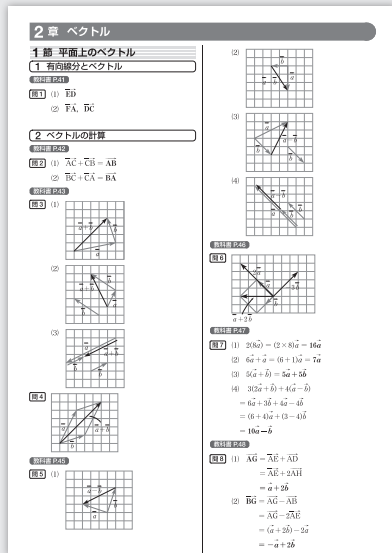 2章 ベクトル
1節 平面上のベクトル
1 有向線分とベクトル
教科書 P.41
問1 (1) ED→
(2) FA→, DC→
2 ベクトルの計算
教科書 P.42
問2 (1) AC→+CB→=AB→
(2) BC→+CA→=BA→
教科書 P.43
問3 (1)
a→+b→
b→
a→
(2)
a→+b→
b→
a→
(3)
a→
a→+b→
b→
問4
b→
a→
a→+b→
教科書 P.45
問5 (1)
a→-b→
b→
a→
(2)
a→-b→
b→
a→
(3)
a→
a→-b→
b→
b→
(4)
a→-b→
b→
a→
教科書 P.46
問6
2a→
3b→
a→
b→
a→+2b→
教科書 P.47
問7 (1) 2(8a→)=(2×8)a→=16a→
(2) 6a→+a→=(6+1)a→=7a→
(3) 5(a→+b→)=5a→+5b→
(4) 3(2a→+b→)+4(a→-b→)
=6a→+3b→+4a→-4b→
=(6+4)a→+(3-4)b→
=10a→-b→
教科書 P.48
問8 (1) AG→=AE→+AD→
=AE→+2AH→
=a→+2b→
(2) BG→=AG→-AB→
=AG→-2AE→
=(a→+2b→)-2a→
=-a→+2b→